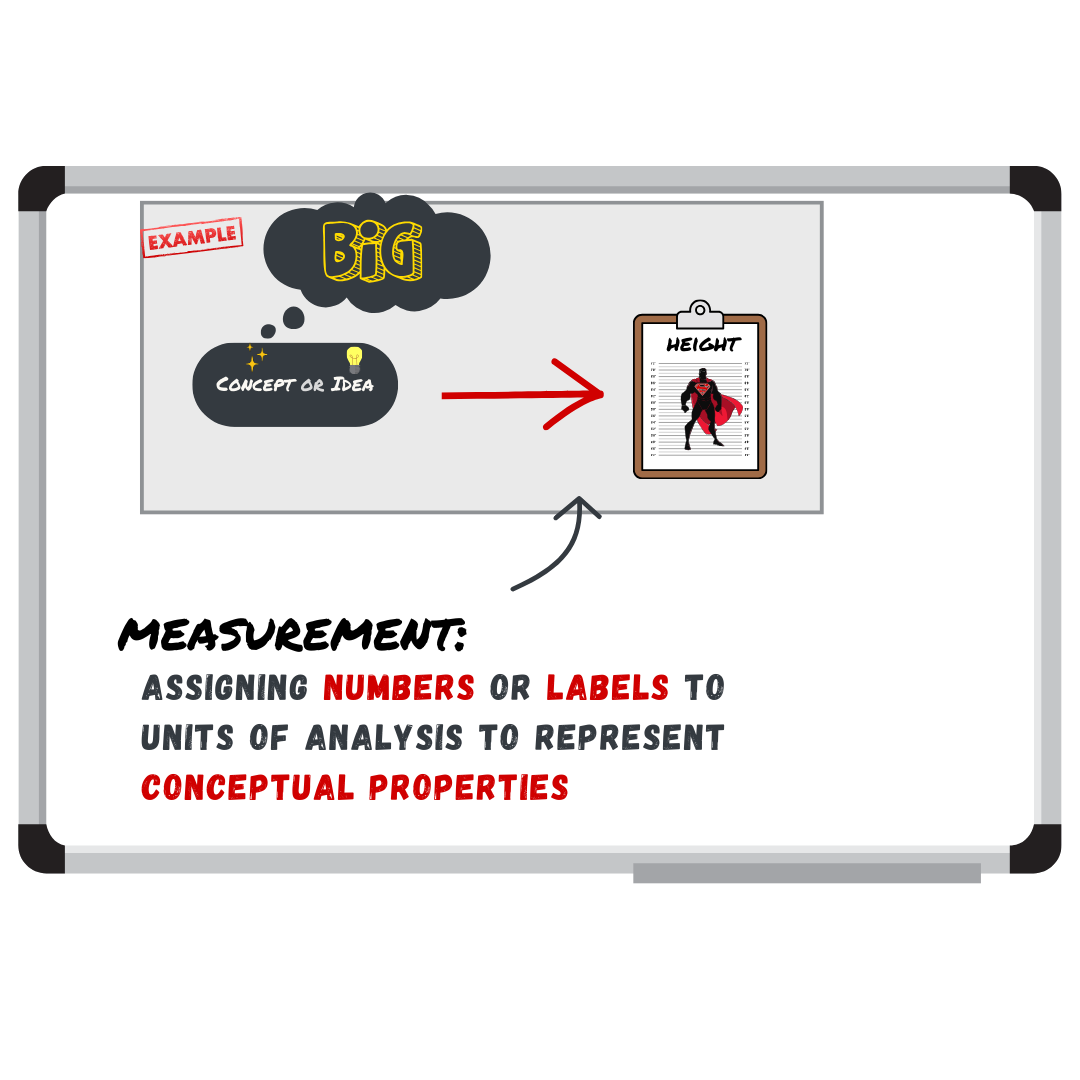 EXAMPLE
BiG
CONCEPT OR IDEA
HEIGHT
MEASUREMENT:
ASSIGNING NUMBERS OR LABELS TO
UNITS OF ANALYSIS TO REPRESENT
CONCEPTUAL PROPERTIES